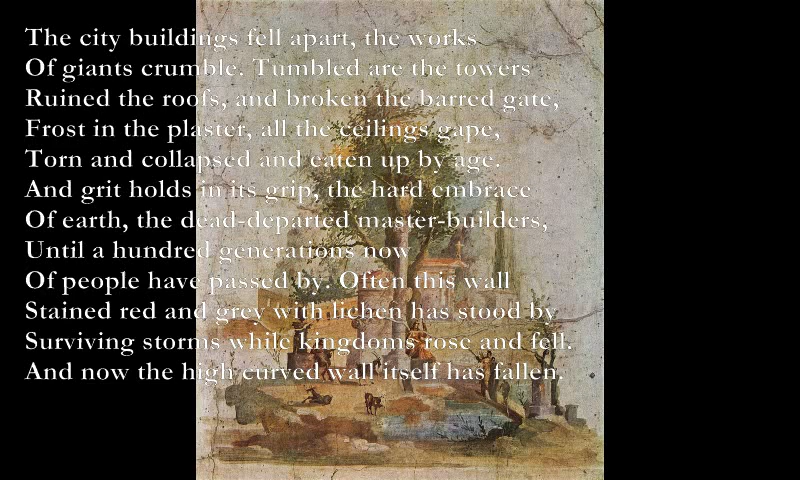 The city buildings fell apart, the works
Of giants crumble. Tumbled are the towers
Ruined the roofs, and broken the barred gate,
Frost in the plaster, all the ceilings gape,
Torn and collapsed and eaten up by age.
And grit holds in its grip, the hard embrace
Of earth, the dead-departed master-builders,
Until a hundred generations now
Of people have passed by. Often this wall
Stained red and grey with lichen has stood by
Surviving storms while kingdoms rose and fell.
And now the high curved wall itself has fallen.